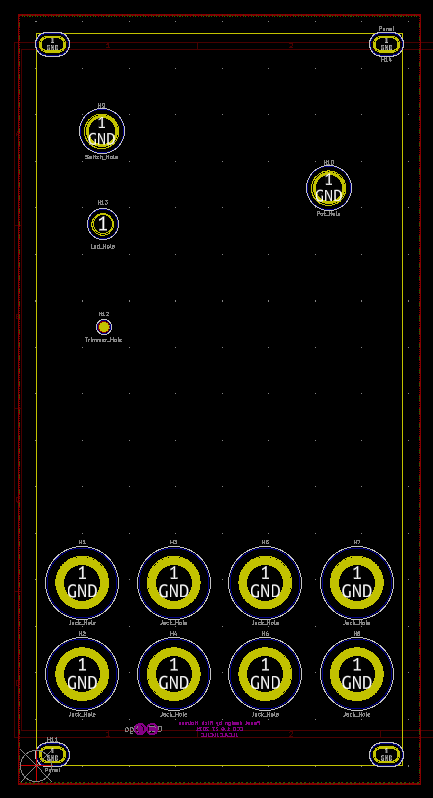 Panel
1
GND
1
GND
H14
H9
1
GND
Switch_Hole
H10
1
GND
Pot_Hole
H13
1
Led_Hole
H12
Trimmer_Hole
H1
H3
H5
H7
1
GND
1
GND
1
GND
1
GND
Jack_Hole
Jack_Hole
Jack_Hole
Jack_Hole
H2
H4
H6
H8
1
GND
1
GND
1
GND
1
GND
Jack_Hole
Jack_Hole
Jack_Hole
Jack_Hole
H11
1
GND
Panel
1
GND